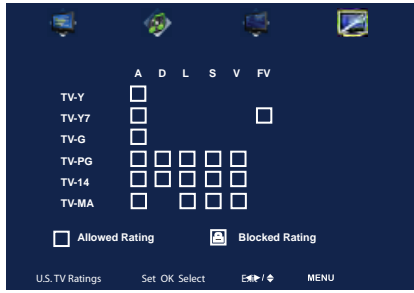 A D L S V FV
TV-Y
TV-Y7
TV-G
TV-PG
TV-14
TV-MA
Allowed Rating Blocked Rating
U.S. TV Ratings Set OK Select / MENU